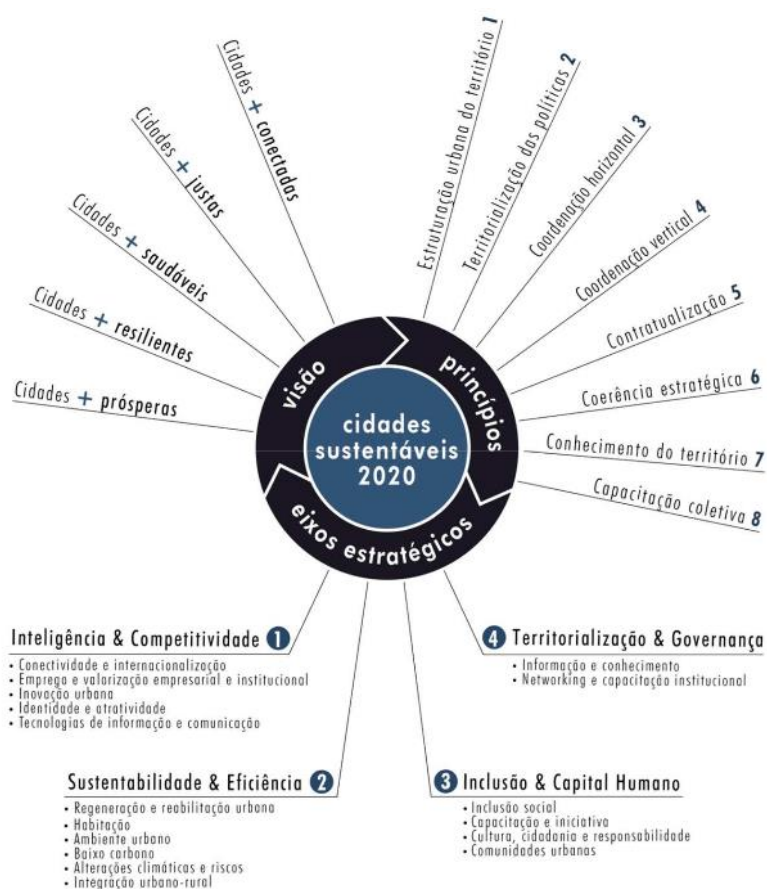 Cidades + conectadas
Cidades + justas
Cidades + saudáveis
Cidades + resilientes
Cidades + prósperas
Estruturação urbana do território 1
Territorialização das políticas 2
Coordenação horizontal 3
Coordenação vertical 4
Contratualização 5
Coerência estratégica 6
Conhecimento do território 7
Capacitação coletiva 8
visão
princípios
eixos estratégicos
cidades
sustentáveis
2020
Inteligência & Competitividade 1
• Conectividade e internacionalização
• Emprego e valorização empresarial e institucional
• Inovação urbana
• Identidade e atratividade
• Tecnologias de informação e comunicação
4 Territorialização & Governança
• Informação e conhecimento
• Networking e capacitação institucional
Sustentabilidade & Eficiência 2
• Regeneração e reabilitação urbana
• Habitação
• Ambiente urbano
• Baixo carbono
• Alterações climáticas e riscos
• Integração urbano-rural
3 Inclusão & Capital Humano
• Inclusão social
• Capacitação e iniciativa
• Cultura, cidadania e responsabilidade
• Comunidades urbanas